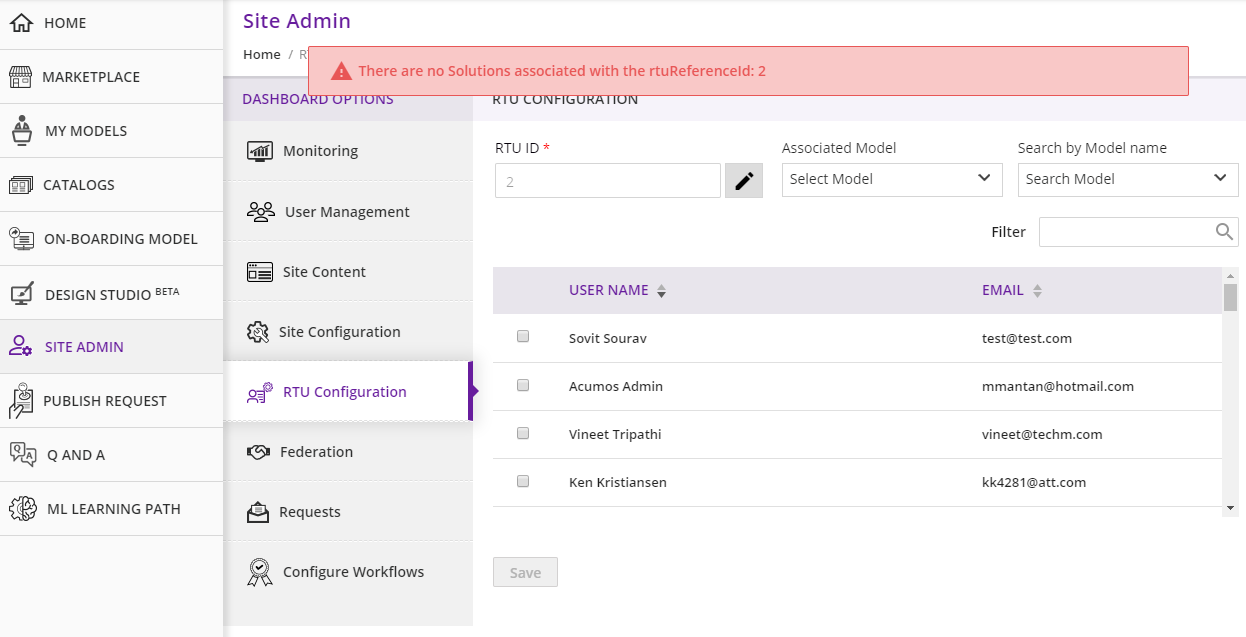 HOME
MARKETPLACE
MY MODELS
CATALOGS
ON-BOARDING MODEL
DESIGN STUDIO BETA
SITE ADMIN
PUBLISH REQUEST
Q AND A
ML LEARNING PATH
Site Admin
Home / R
There are no Solutions associated with the rtuReferenceId: 2
DASHBOARD OPTIONS
Monitoring
User Management
Site Content
Site Configuration
RTU Configuration
Federation
Requests
Configure Workflows
RTU CONFIGURATION
RTU ID * Associated Model Search by Model name
2 Select Model Search Model
Filter
USER NAME EMAIL
Sovit Sourav test@test.com
Acumos Admin mmantan@hotmail.com
Vineet Tripathi vineet@techm.com
Ken Kristiansen kk4281@att.com
Save